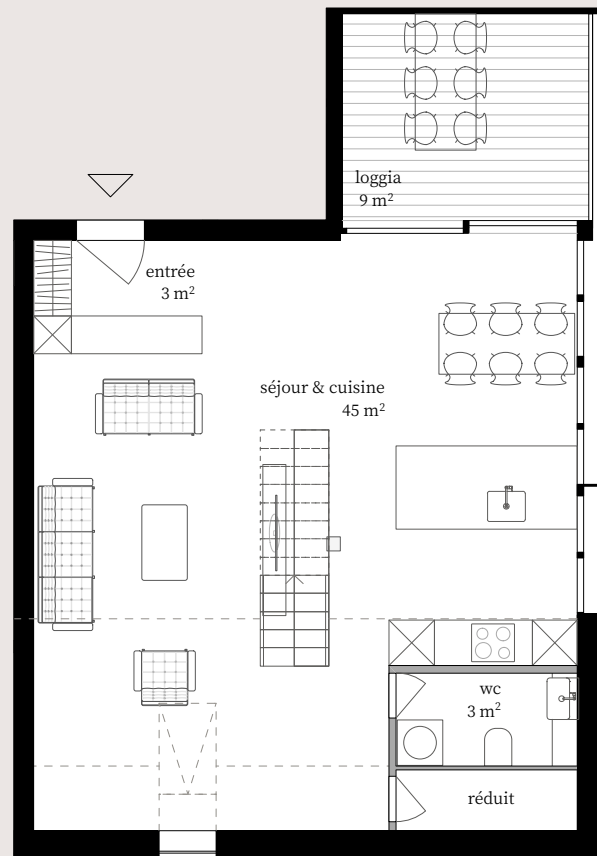 loggia
9 m²
entrée
3 m²
séjour & cuisine
45 m²
wc
3 m²
réduit